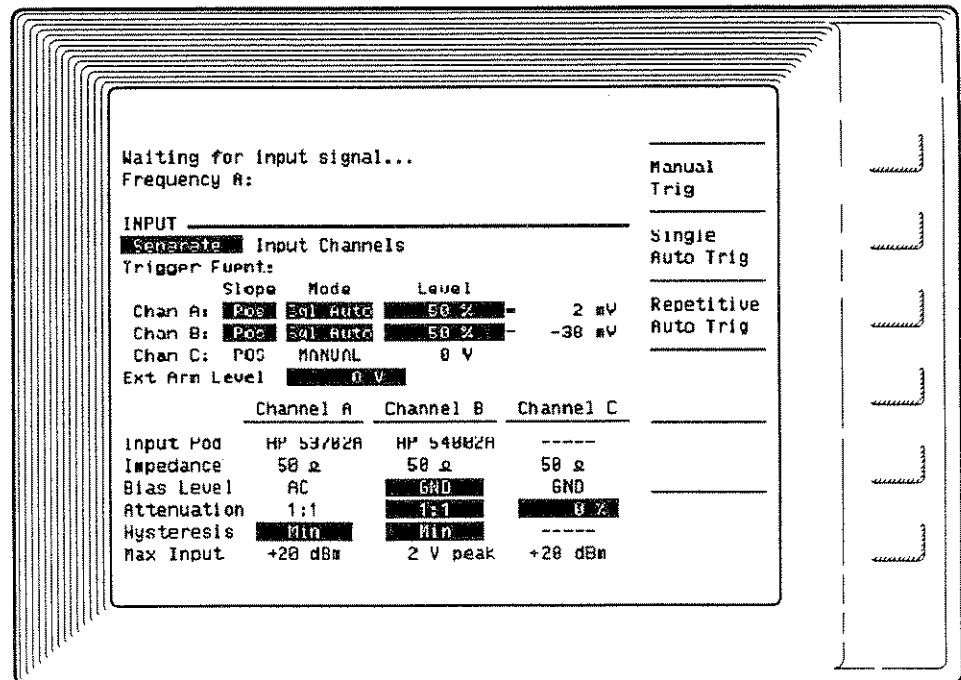 Waiting for input signal...
Frequency A:
INPUT
Separate Input Channels
Trigger Event:
Slope Mode Level
Chan A: Pos Sgl Auto 50 % = 2 mV
Chan B: Pos Sgl Auto 50 % - -38 mV
Chan C: POS MANUAL 0 V
Ext Arm Level 0 V
Channel A Channel B Channel C
Input Pod HP 53702A HP 54002A -----
Impedance 50 Ω 50 Ω 50 Ω
Bias Level AC GND GND
Attenuation 1:1 1:1 0 %
Hysteresis Min Min -----
Max Input +20 dBm 2 V peak +20 dBm
Manual
Trig
Single
Auto Trig
Repetitive
Auto Trig